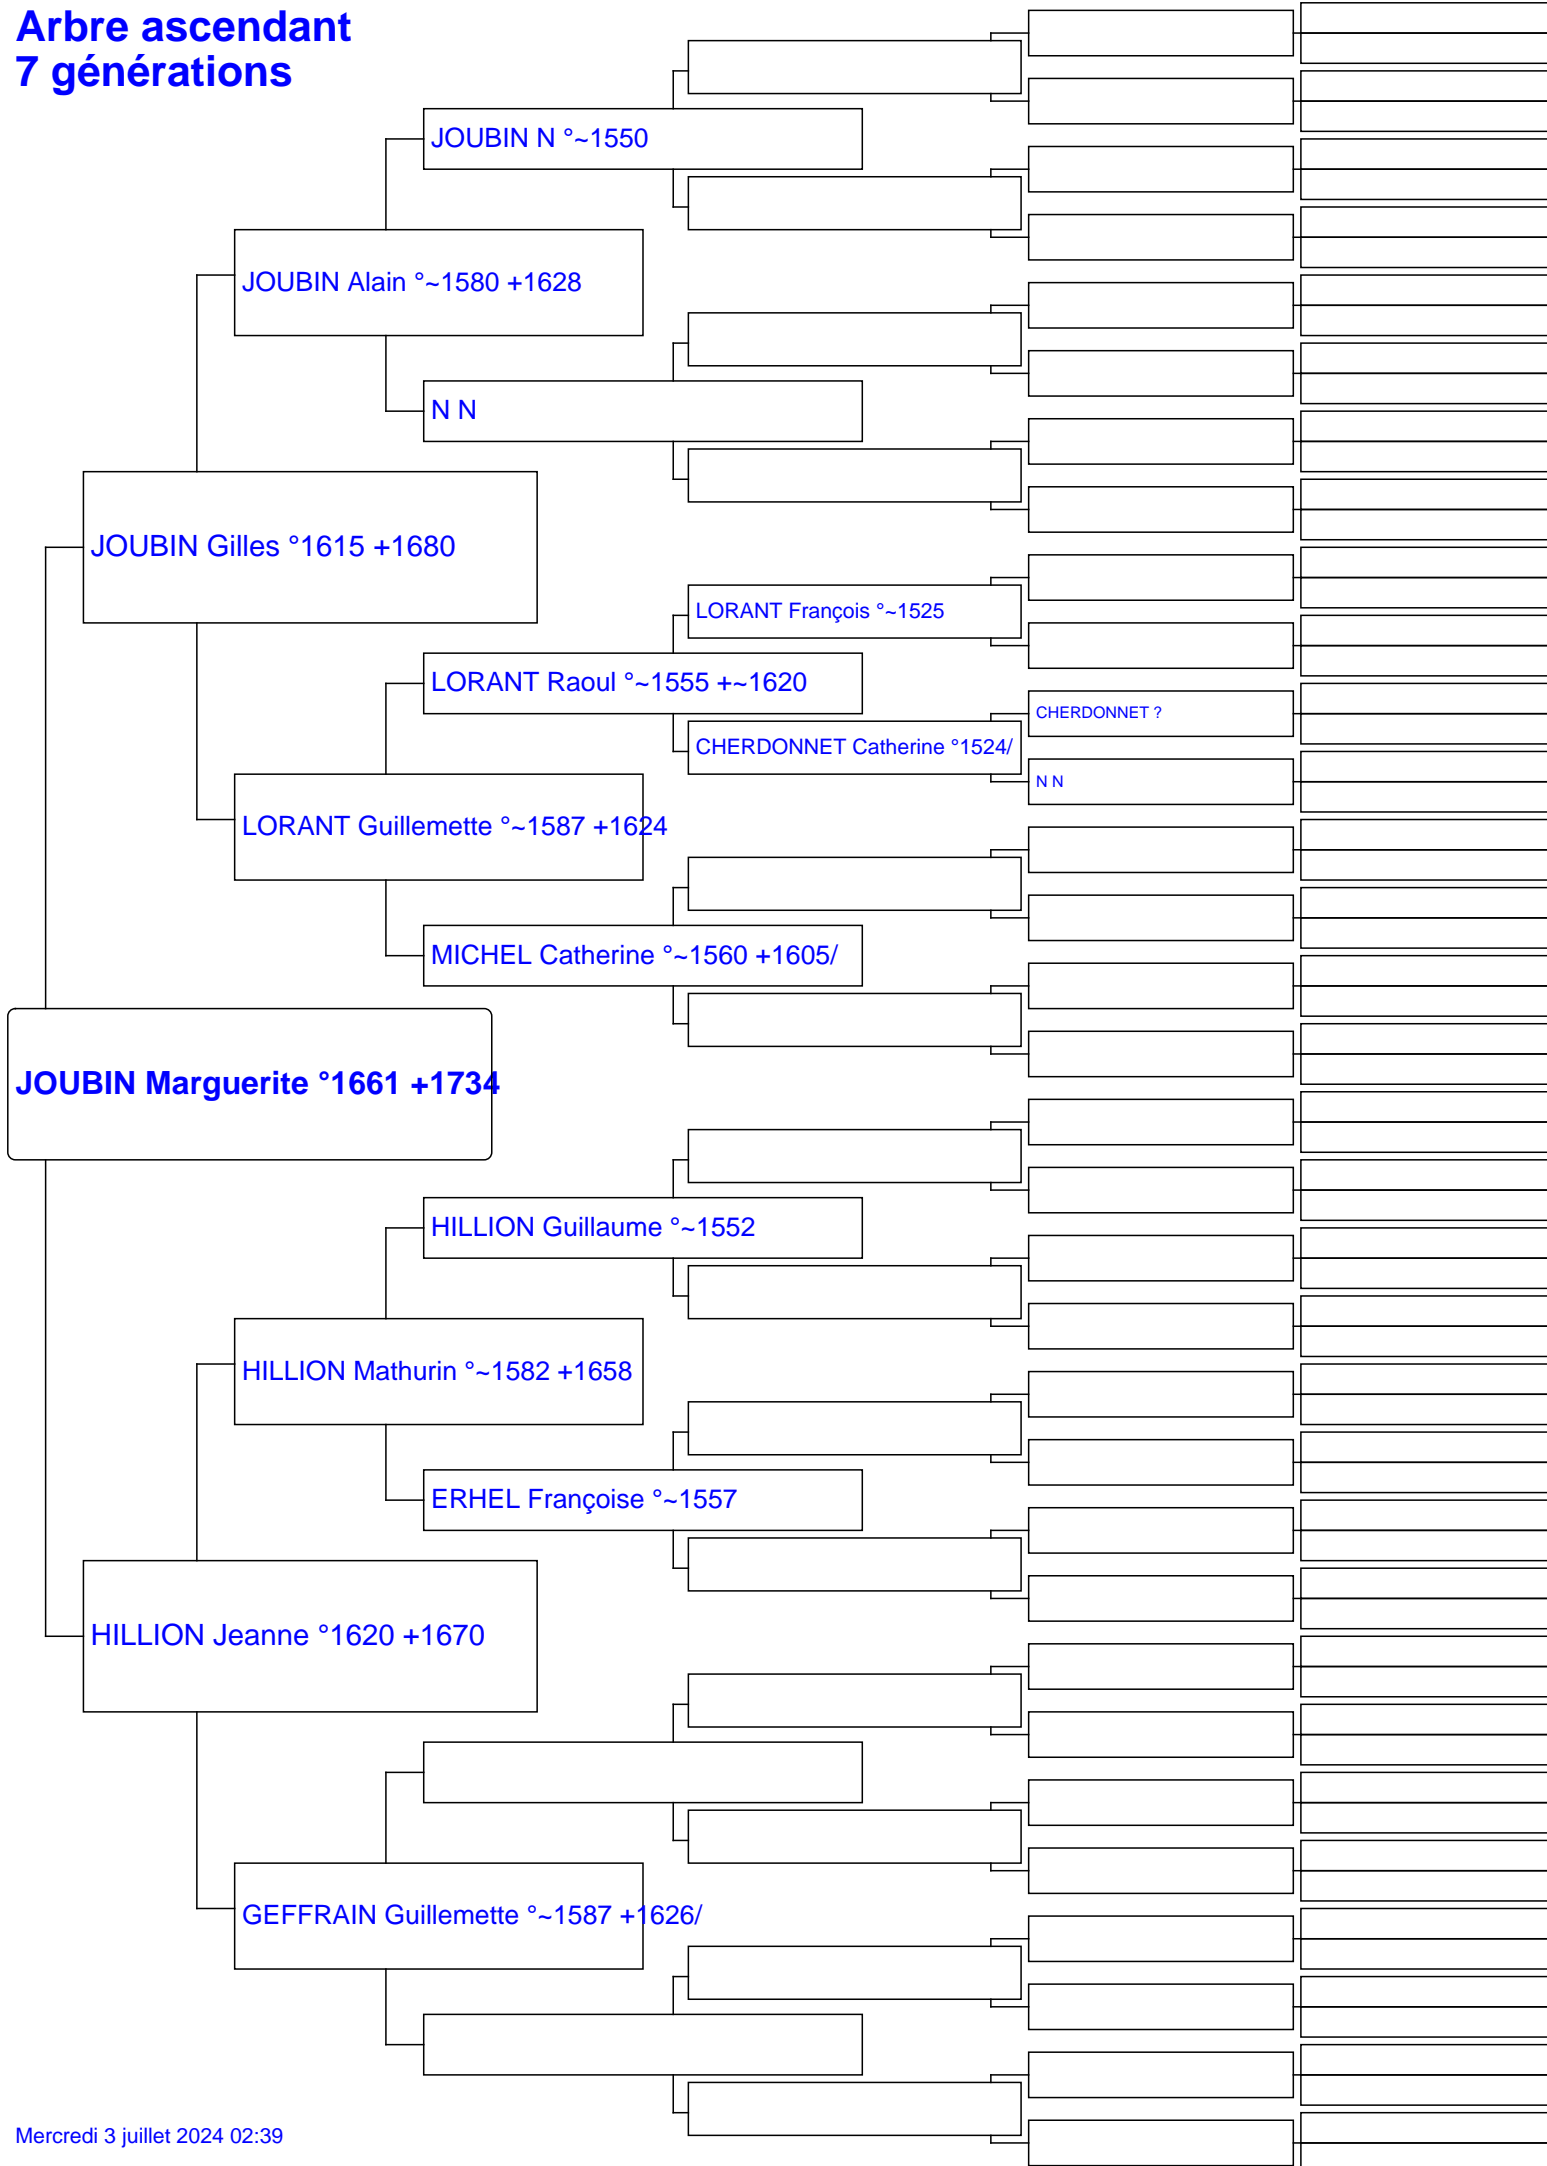 Arbre ascendant
7 générations
JOUBIN N °~1550
JOUBIN Alain °~1580 +1628
N N
JOUBIN Gilles °1615 +1680
LORANT François °~1525
LORANT Raoul °~1555 +~1620
CHERDONNET ?
CHERDONNET Catherine °1524/
N N
LORANT Guillemette °~1587 +1624
MICHEL Catherine °~1560 +1605/
JOUBIN Marguerite °1661 +1734
HILLION Guillaume °~1552
HILLION Mathurin °~1582 +1658
ERHEL Françoise °~1557
HILLION Jeanne °1620 +1670
GEFFRAIN Guillemette °~1587 +1626/
Mercredi 3 juillet 2024 02:39